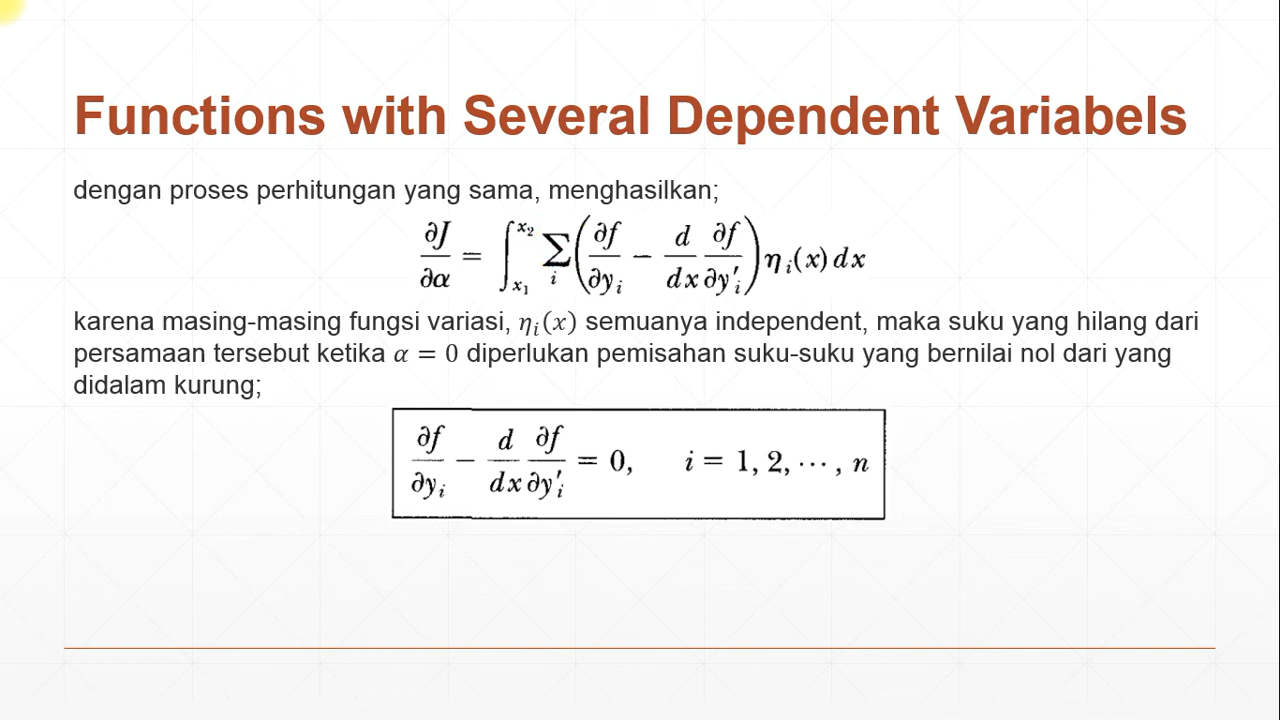 Functions with Several Dependent Variabels
dengan proses perhitungan yang sama, menghasilkan;
∂J/∂α = ∫_{x₁}^{x₂} ∑_i (∂f/∂y_i − d/dx ∂f/∂y′_i) η_i(x) dx
karena masing-masing fungsi variasi, η_i(x) semuanya independent, maka suku yang hilang dari
persamaan tersebut ketika α = 0 diperlukan pemisahan suku-suku yang bernilai nol dari yang
didalam kurung;
∂f/∂y_i − d/dx ∂f/∂y′_i = 0, i = 1, 2, ⋯, n